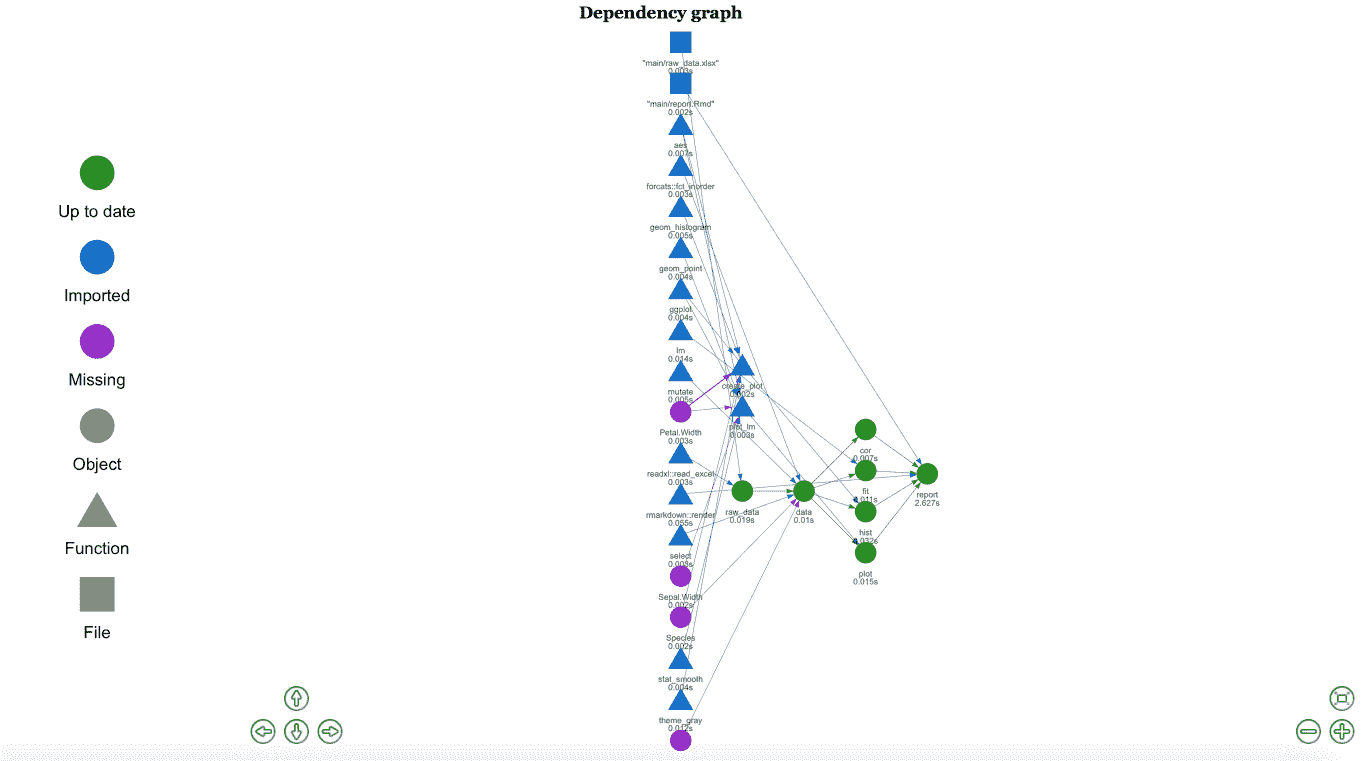 Dependency graph
"main/raw_data.xlsx"
0.003s
"main/report.Rmd"
0.002s
aes
0.007s
forcats::fct_inorder
0.003s
geom_histogram
0.005s
geom_point
0.004s
ggplot
0.004s
lm
0.014s
mutate
0.005s
Petal.Width
0.003s
readxl::read_excel
0.003s
rmarkdown::render
0.055s
select
0.003s
Sepal.Width
0.002s
Species
0.002s
stat_smooth
0.004s
theme_gray
0.012s
create_plot
0.002s
plot_lm
0.003s
raw_data
0.019s
data
0.01s
cor
0.007s
fit
0.011s
hist
0.032s
plot
0.015s
report
2.627s
Up to date
Imported
Missing
Object
Function
File